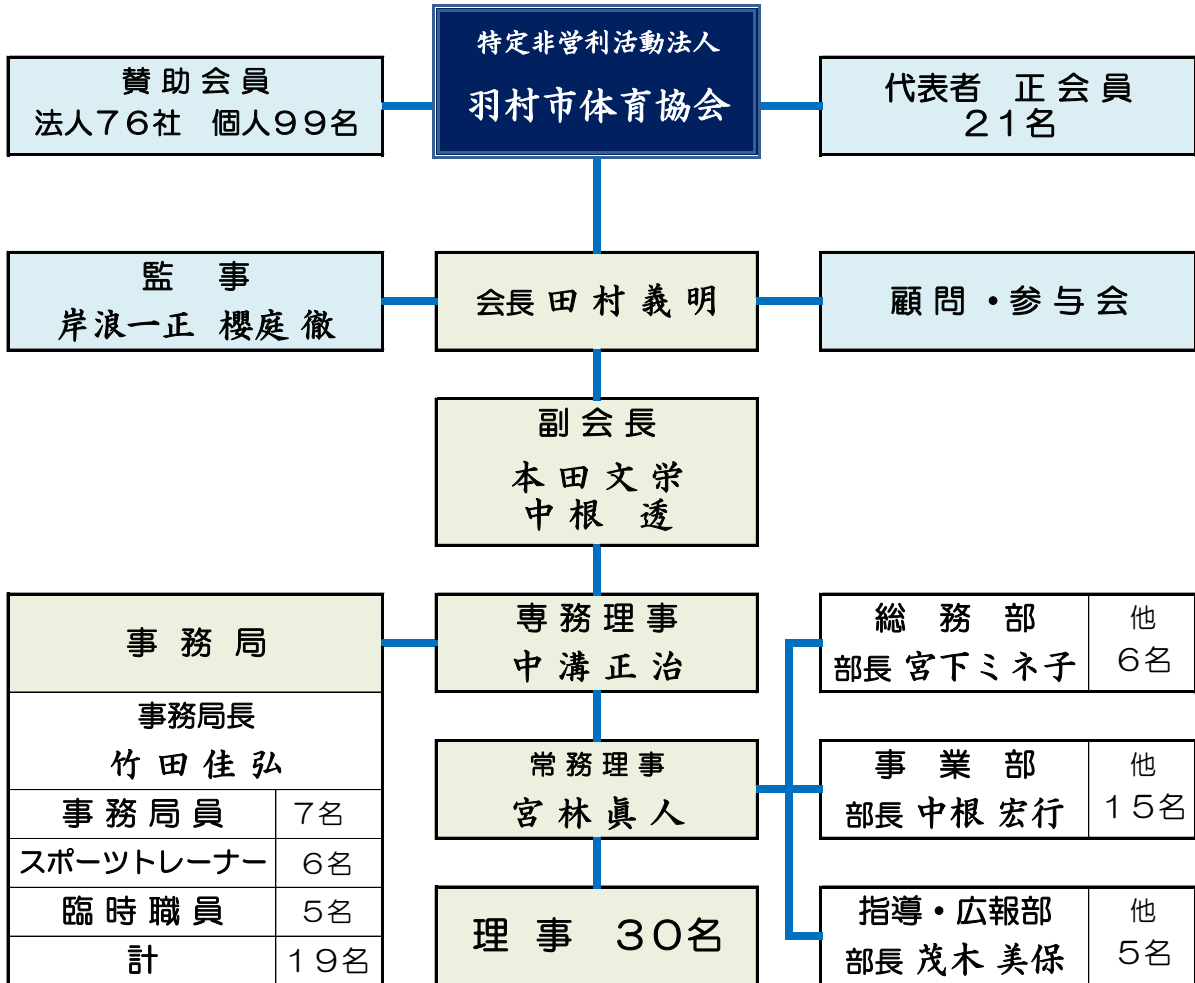 特定非営利活動法人
羽村市体育協会
賛助会員
法人７６社　個人９９名
代表者　正会員
２１名
監　事
岸浪一正 櫻庭 徹
会長 田村義明
顧問・参与会
副会長
本田文栄
中根　透
事務局
事務局長
竹田佳弘
事務局員 ７名
スポーツトレーナー ６名
臨時職員 ５名
計 １９名
専務理事
中溝正治
常務理事
宮林眞人
理事　３０名
総務部 他
部長 宮下ミネ子 ６名
事業部 他
部長 中根 宏行 １５名
指導・広報部 他
部長 茂木 美保 ５名